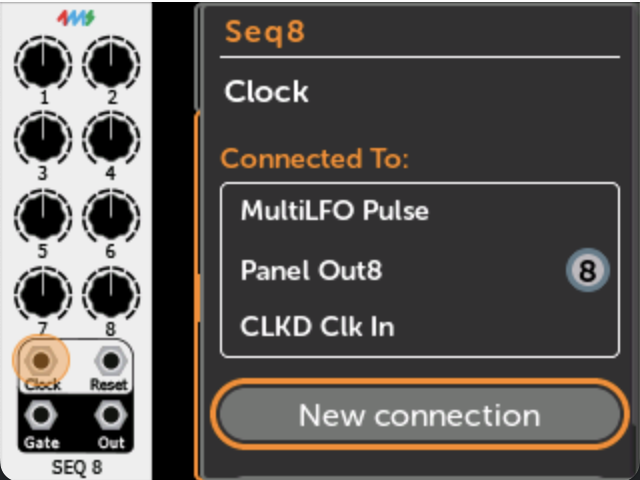 4ms
1 2
3 4
5 6
7 8
Clock Reset
Gate Out
SEQ 8
Seq8
Clock
Connected To:
MultiLFO Pulse
Panel Out8 8
CLKD Clk In
New connection